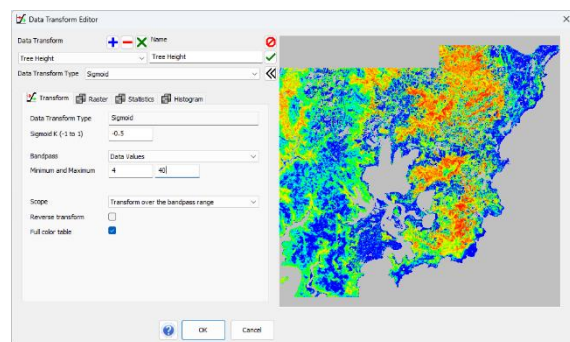 Data Transform Editor
Data Transform
Name
Tree Height
Tree Height
Data Transform Type
Sigmoid
Transform
Raster
Statistics
Histogram
Data Transform Type
Sigmoid
Sigmoid K (-1 to 1)
-0.5
Bandpass
Data Values
Minimum and Maximum
4
40
Scope
Transform over the bandpass range
Reverse transform
Full color table
OK
Cancel